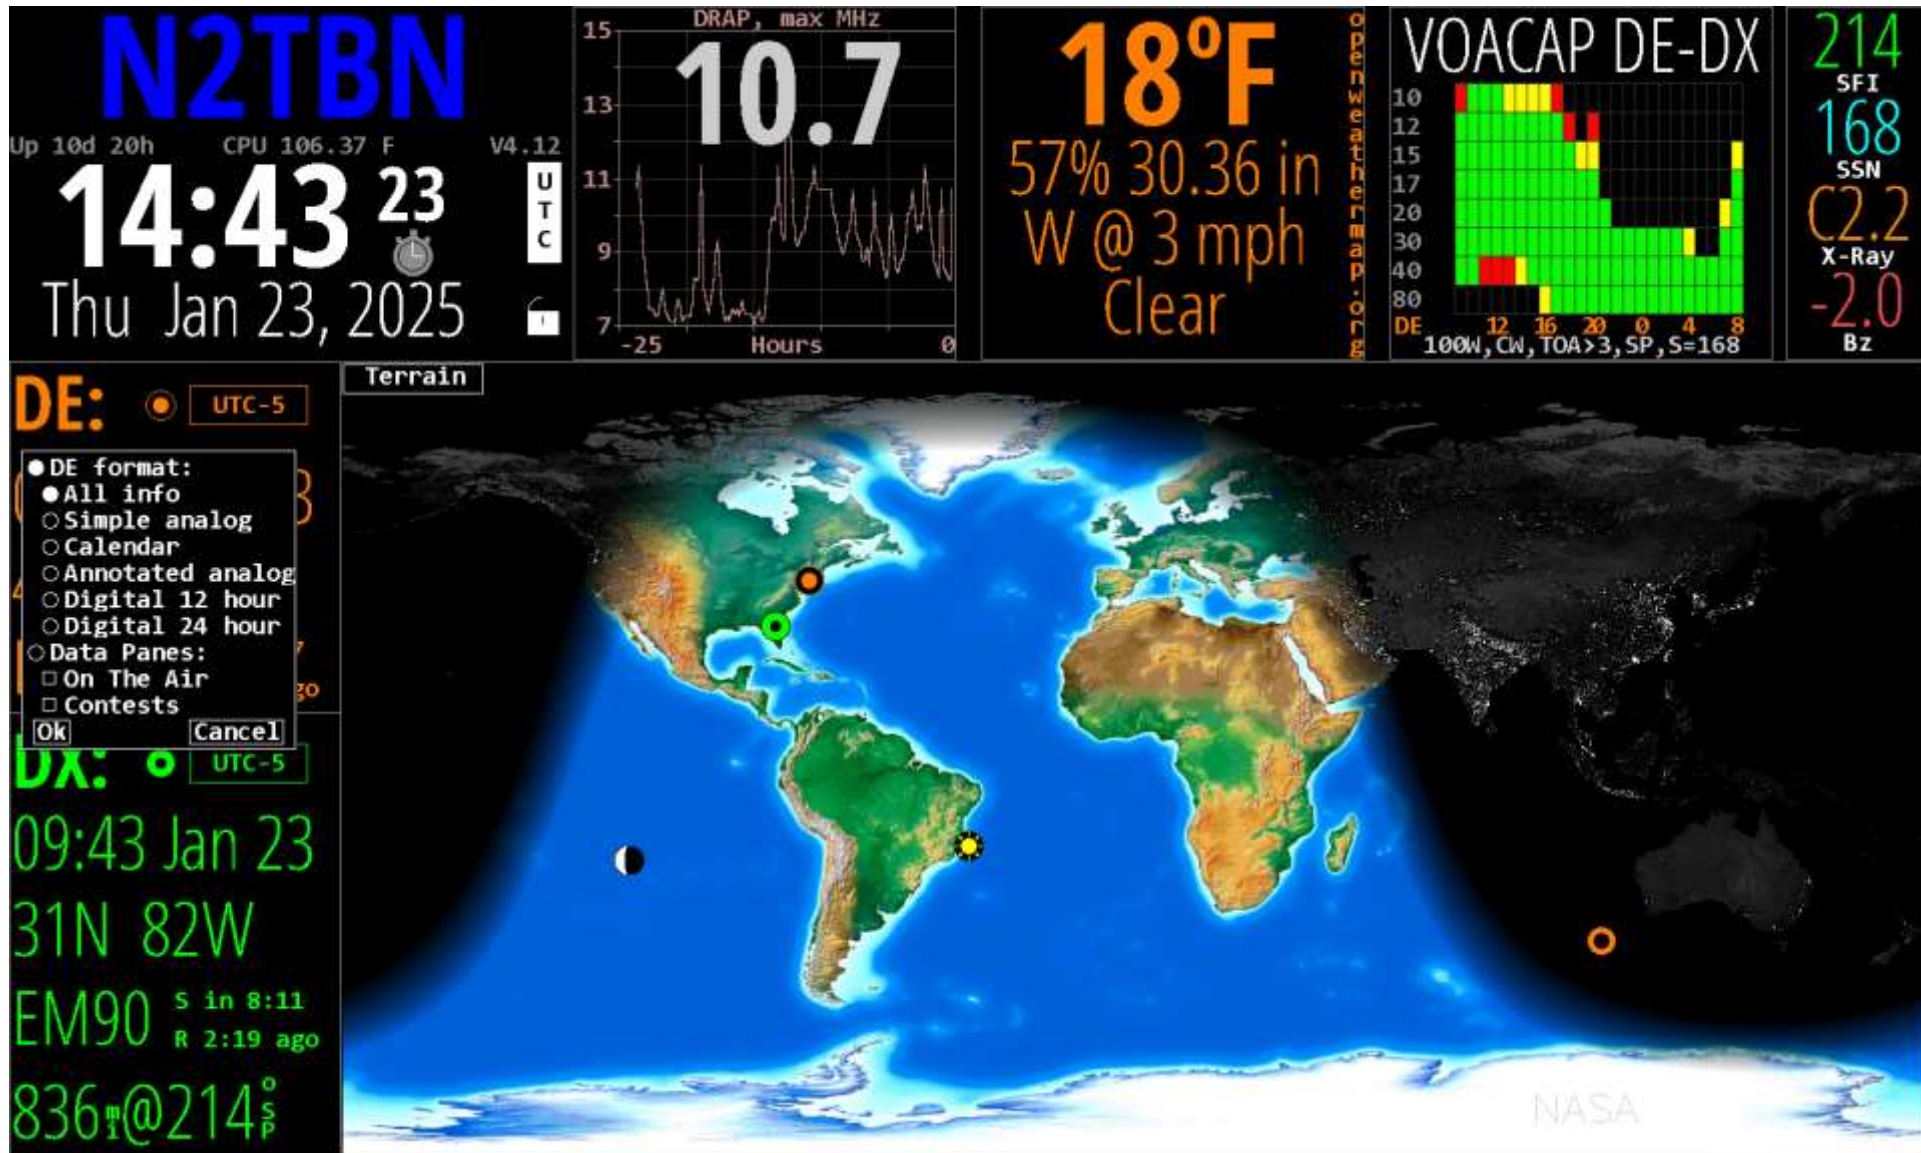 N2TBN
Up 10d 20h CPU 106.37 F V4.12
14:43 23
UTC
Thu Jan 23, 2025
DRAP, max MHz
10.7
15
13
11
9
7
-25 Hours 0
18ºF
57% 30.36 in
W @ 3 mph
Clear
openweathermap.org
VOACAP DE-DX
10
12
15
17
20
30
40
80
DE 12 16 20 0 4 8
100W,CW,TOA>3,SP,S=168
214
SFI
168
SSN
C2.2
X-Ray
-2.0
Bz
DE: UTC-5
DE format:
All info
Simple analog
Calendar
Annotated analog
Digital 12 hour
Digital 24 hour
Data Panes:
On The Air
Contests
Ok Cancel
DX: UTC-5
09:43 Jan 23
31N 82W
EM90 S in 8:11
R 2:19 ago
836mi@214º SP
Terrain
NASA